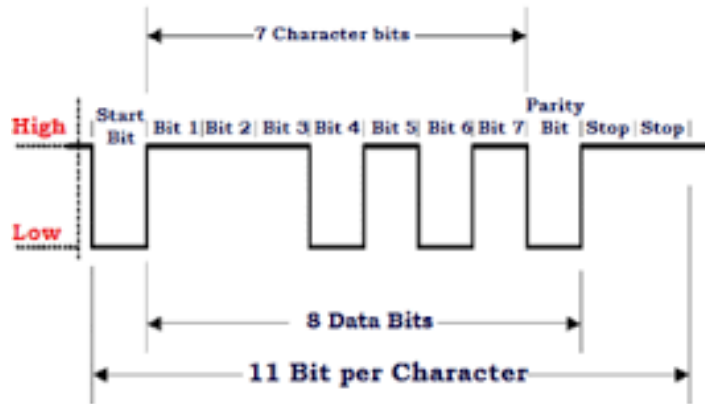 7 Character bits
High
Start Bit
Bit 1
Bit 2
Bit 3
Bit 4
Bit 5
Bit 6
Bit 7
Parity Bit
Stop
Stop
Low
8 Data Bits
11 Bit per Character